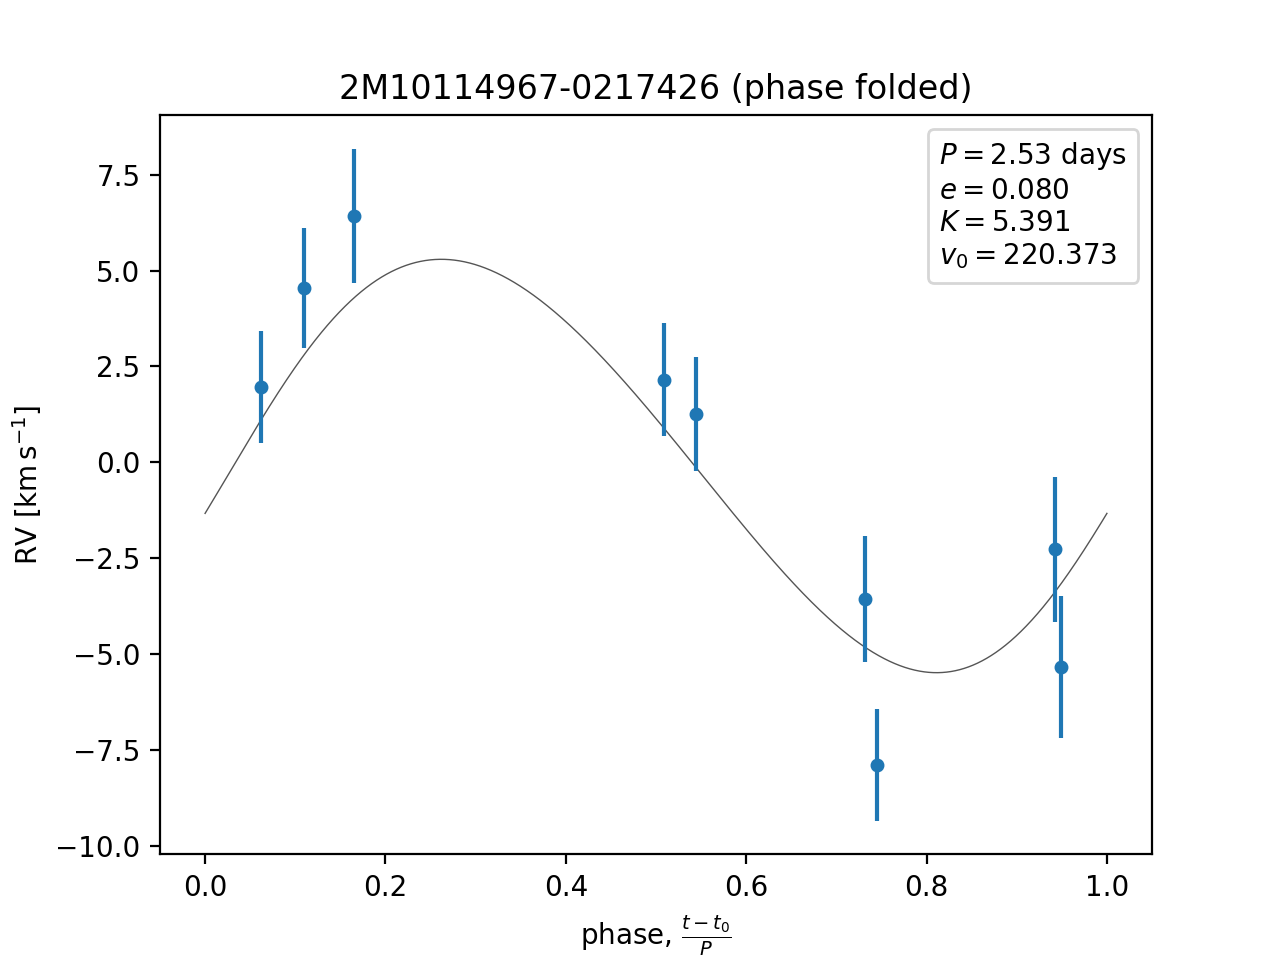 2M10114967-0217426 (phase folded)
P = 2.53 days
e = 0.080
K = 5.391
v₀ = 220.373
RV [km s⁻¹]
7.5
5.0
2.5
0.0
−2.5
−5.0
−7.5
−10.0
0.0 0.2 0.4 0.6 0.8 1.0
phase, (t − t₀)/P